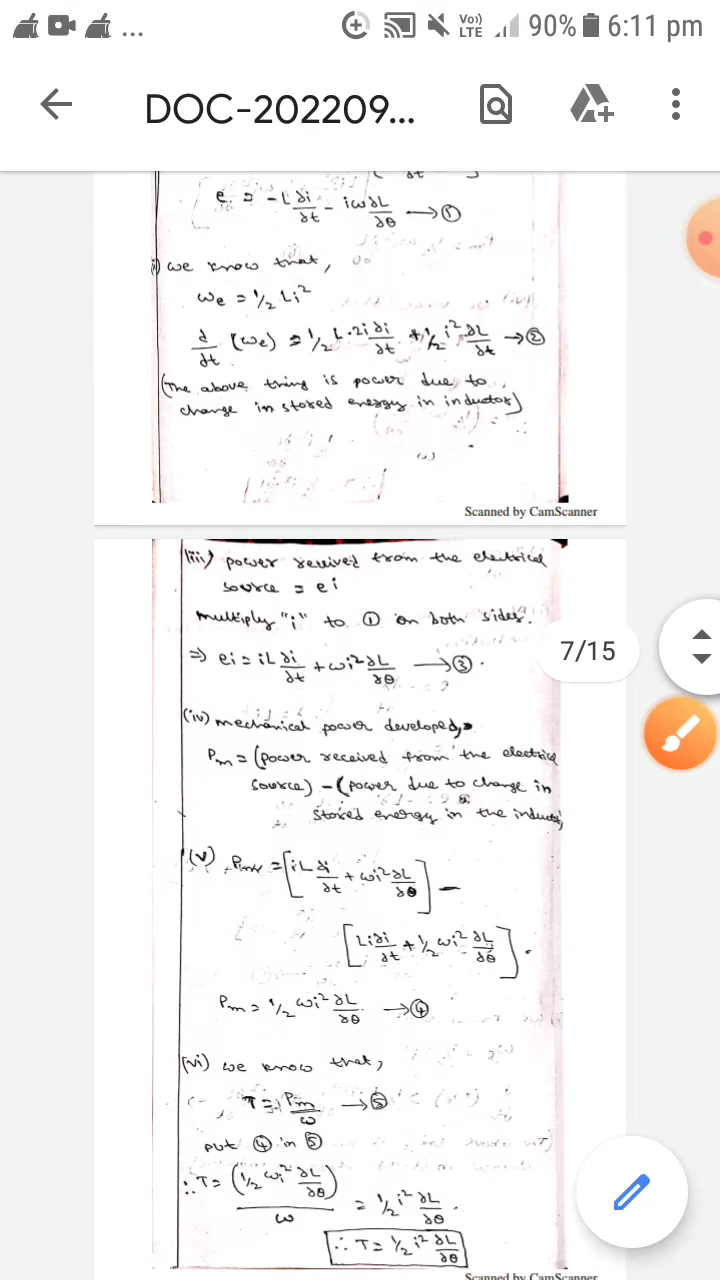 ... Vo)) LTE 90% 6:11 pm
DOC-202209...
e = -L ∂i/∂t - iω ∂L/∂θ → ①
we know that,
we = 1/2 Li²
d/dt (we) = 1/2 L·2i ∂i/∂t + 1/2 i² ∂L/∂t → ②
(The above thing is power due to
change in stored energy in inductor)
Scanned by CamScanner
(iii) power received from the electrical
source = ei
multiply "i" to ① on both sides.
⇒ ei = iL ∂i/∂t + ωi² ∂L/∂θ → ③.
7/15
(iv) mechanical power developed,
Pm = (power received from the electrical
source) - (power due to change in
stored energy in the
(v) Pm = [iL ∂i/∂t + ωi² ∂L/∂θ] -
[Li ∂i/∂t + 1/2 ωi² ∂L/∂θ].
Pm = 1/2 ωi² ∂L/∂θ → ④
(vi) we know that,
T = Pm/ω → ⑤
put ④ in ⑤
∴ T = (1/2 ωi² ∂L/∂θ)/ω = 1/2 i² ∂L/∂θ.
∴ T = 1/2 i² ∂L/∂θ
Scanned by CamScanner